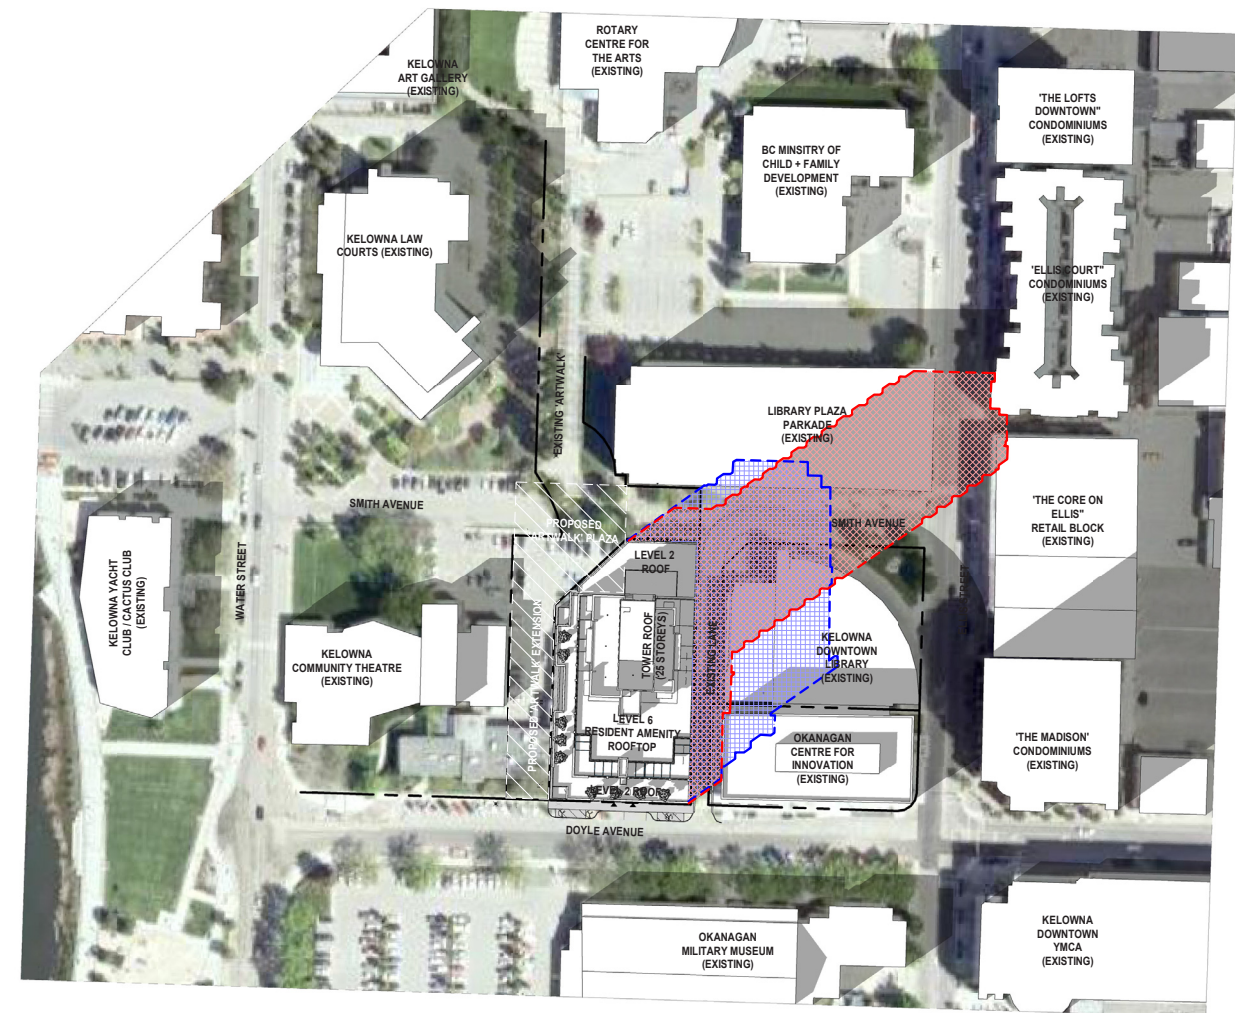 ROTARY
CENTRE FOR
THE ARTS
(EXISTING)
KELOWNA
ART GALLERY
(EXISTING)
'THE LOFTS
DOWNTOWN"
CONDOMINIUMS
(EXISTING)
BC MINSITRY OF
CHILD + FAMILY
DEVELOPMENT
(EXISTING)
KELOWNA LAW
COURTS (EXISTING)
'ELLIS COURT"
CONDOMINIUMS
(EXISTING)
EXISTING 'ARTWALK'
LIBRARY PLAZA
PARKADE
(EXISTING)
SMITH AVENUE
'THE CORE ON
ELLIS"
RETAIL BLOCK
(EXISTING)
PROPOSED
'ARTWALK' PLAZA
SMITH AVENUE
LEVEL 2
ROOF
KELOWNA YACHT
CLUB / CACTUS CLUB
(EXISTING)
WATER STREET
STREET
KELOWNA
COMMUNITY THEATRE
(EXISTING)
PROPOSED 'ARTWALK' EXTENSION
TOWER ROOF
(25 STOREYS)
EXISTING LANE
KELOWNA
DOWNTOWN
LIBRARY
(EXISTING)
LEVEL 6
RESIDENT AMENITY
ROOFTOP
OKANAGAN
CENTRE FOR
INNOVATION
(EXISTING)
'THE MADISON'
CONDOMINIUMS
(EXISTING)
LEVEL 2 ROOF
DOYLE AVENUE
OKANAGAN
MILITARY MUSEUM
(EXISTING)
KELOWNA
DOWNTOWN
YMCA
(EXISTING)